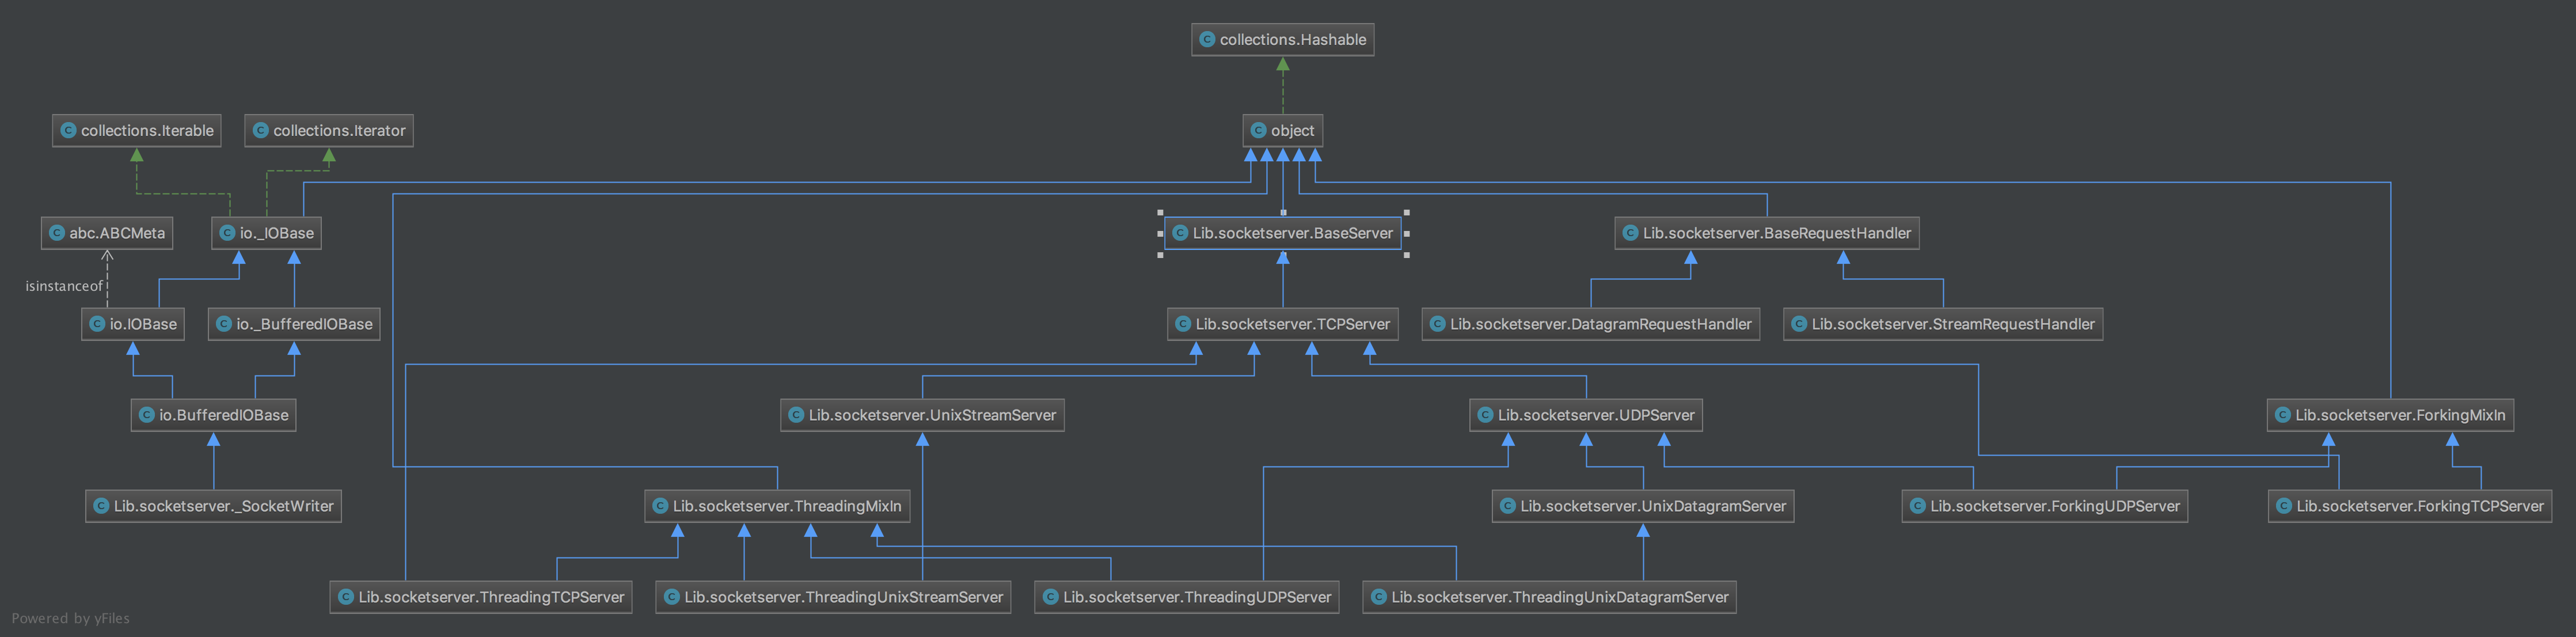 collections.Hashable
collections.Iterable
collections.Iterator
object
abc.ABCMeta
io._IOBase
Lib.socketserver.BaseServer
Lib.socketserver.BaseRequestHandler
isinstanceof
io.IOBase
io._BufferedIOBase
Lib.socketserver.TCPServer
Lib.socketserver.DatagramRequestHandler
Lib.socketserver.StreamRequestHandler
io.BufferedIOBase
Lib.socketserver.UnixStreamServer
Lib.socketserver.UDPServer
Lib.socketserver.ForkingMixIn
Lib.socketserver._SocketWriter
Lib.socketserver.ThreadingMixIn
Lib.socketserver.UnixDatagramServer
Lib.socketserver.ForkingUDPServer
Lib.socketserver.ForkingTCPServer
Lib.socketserver.ThreadingTCPServer
Lib.socketserver.ThreadingUnixStreamServer
Lib.socketserver.ThreadingUDPServer
Lib.socketserver.ThreadingUnixDatagramServer
Powered by yFiles